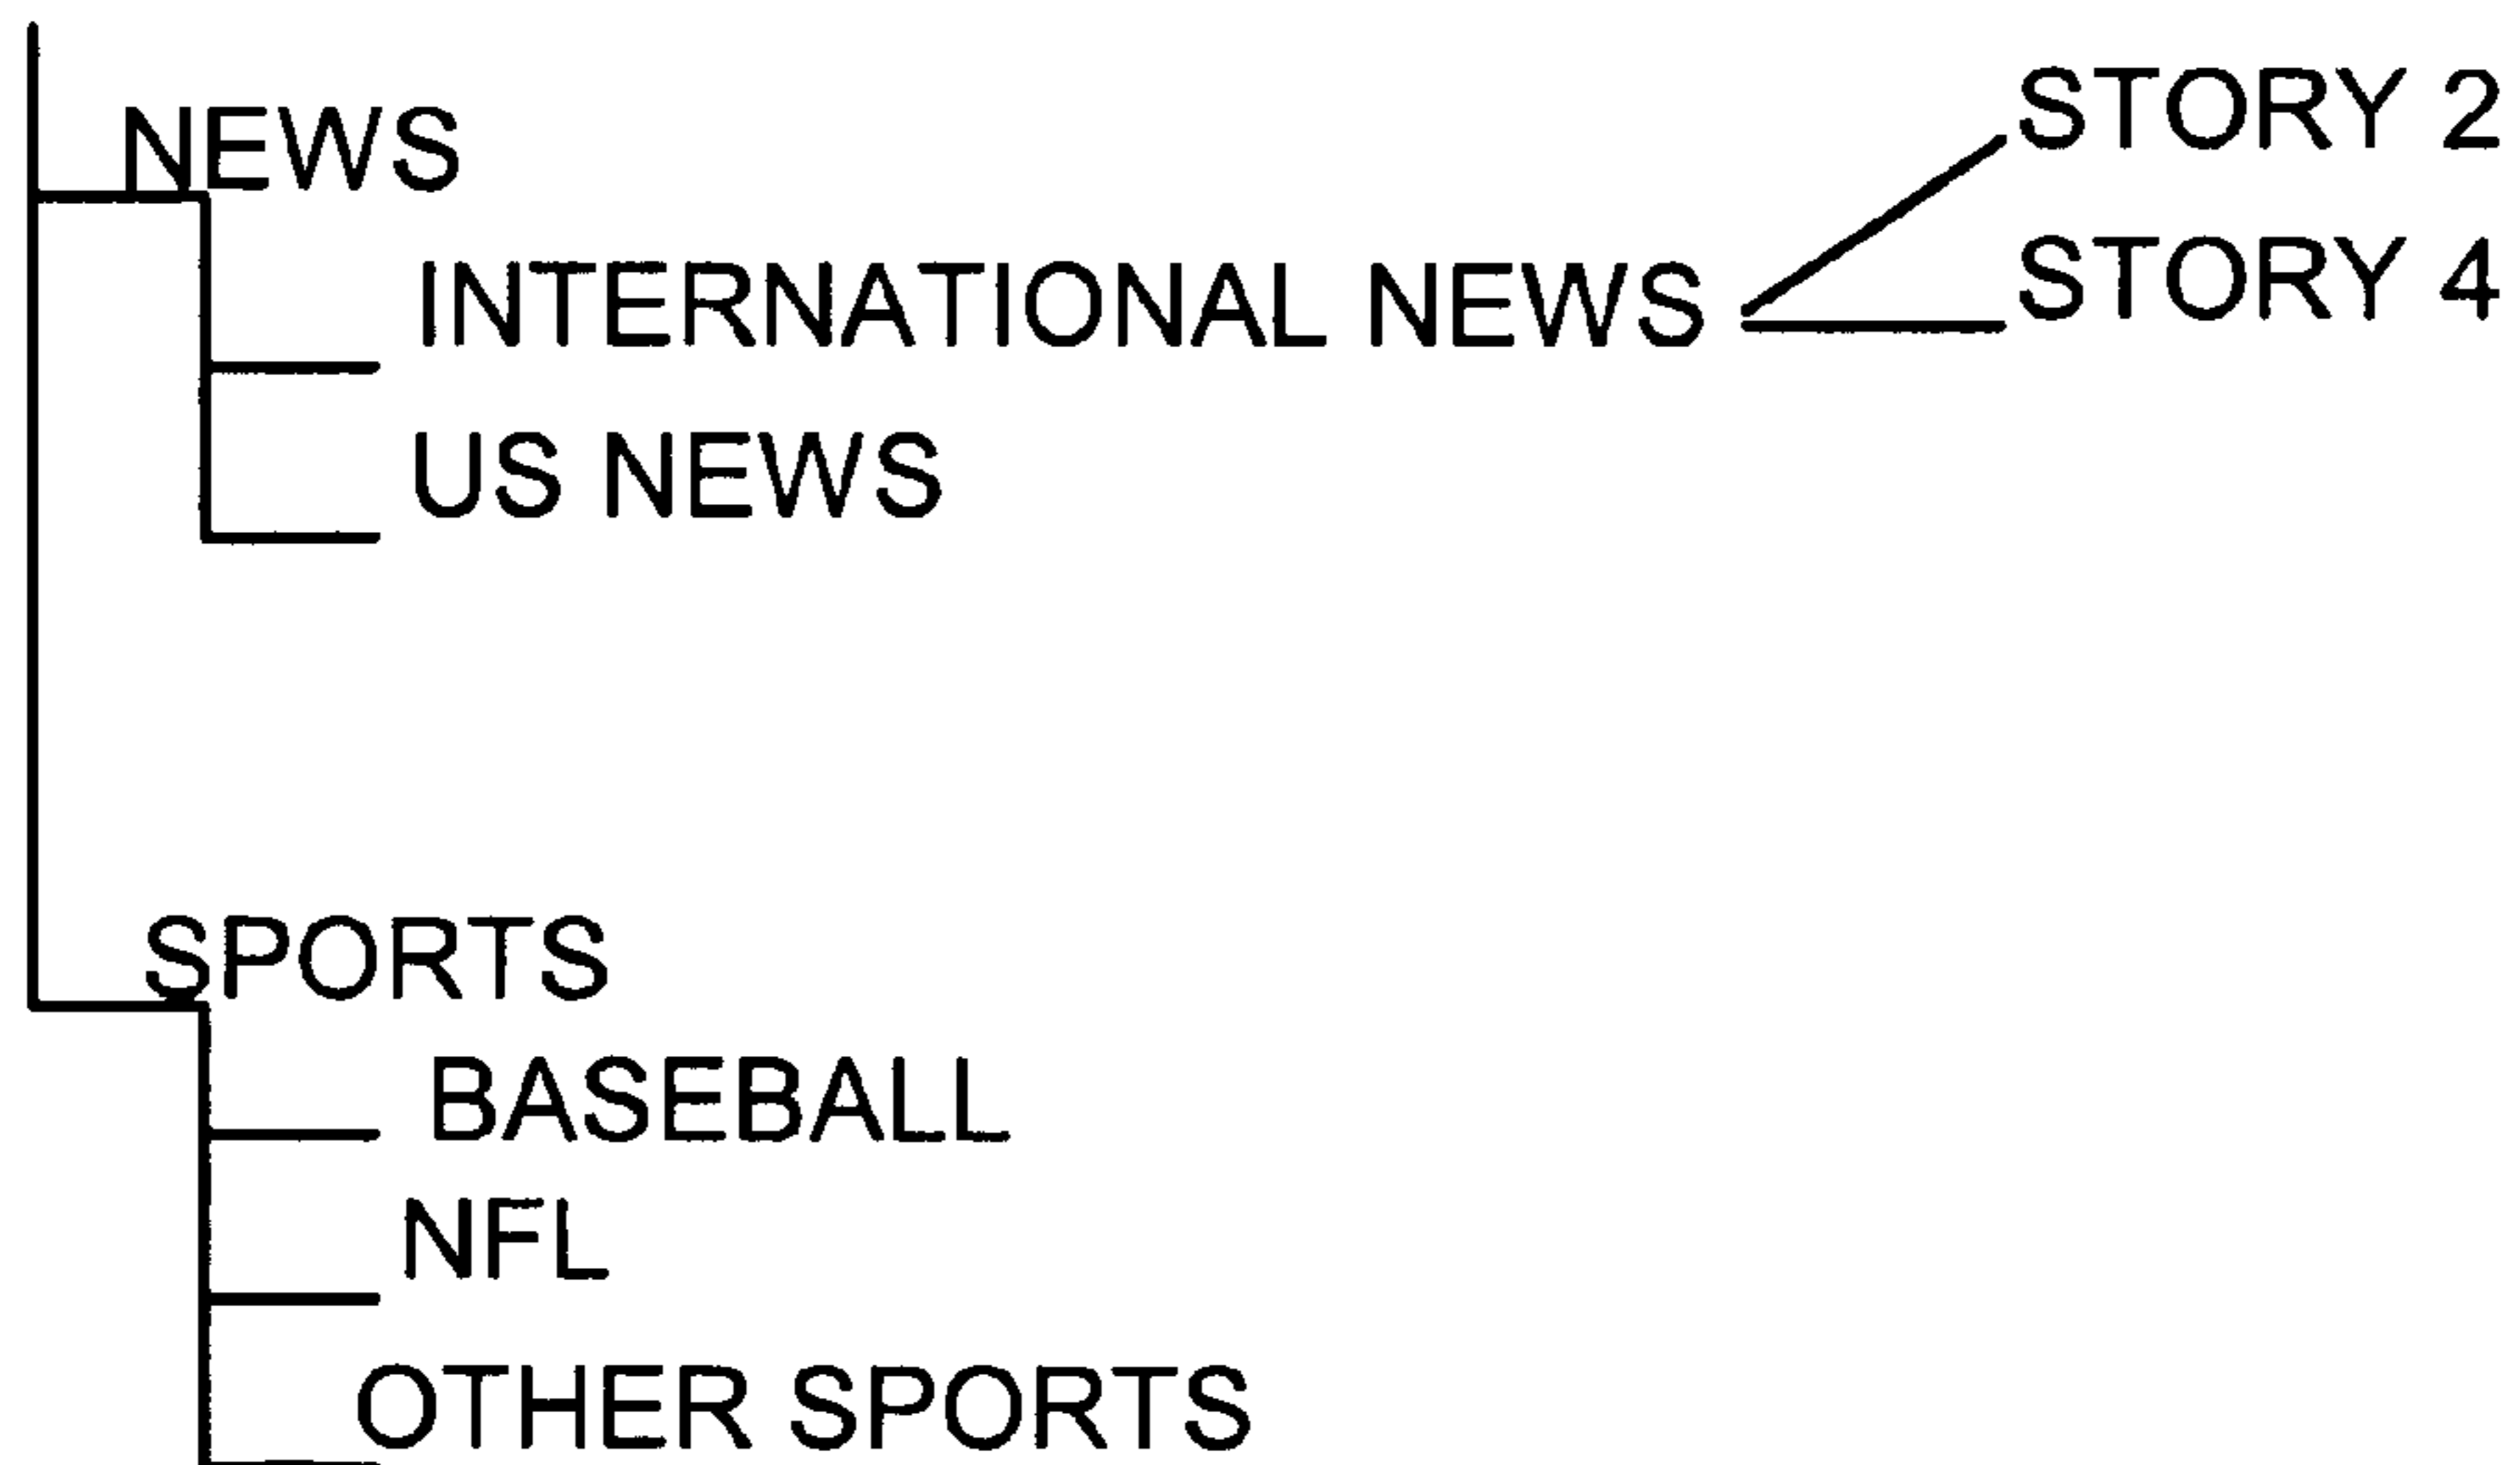 NEWS
STORY 2
INTERNATIONAL NEWS
STORY 4
US NEWS
SPORTS
BASEBALL
NFL
OTHER SPORTS